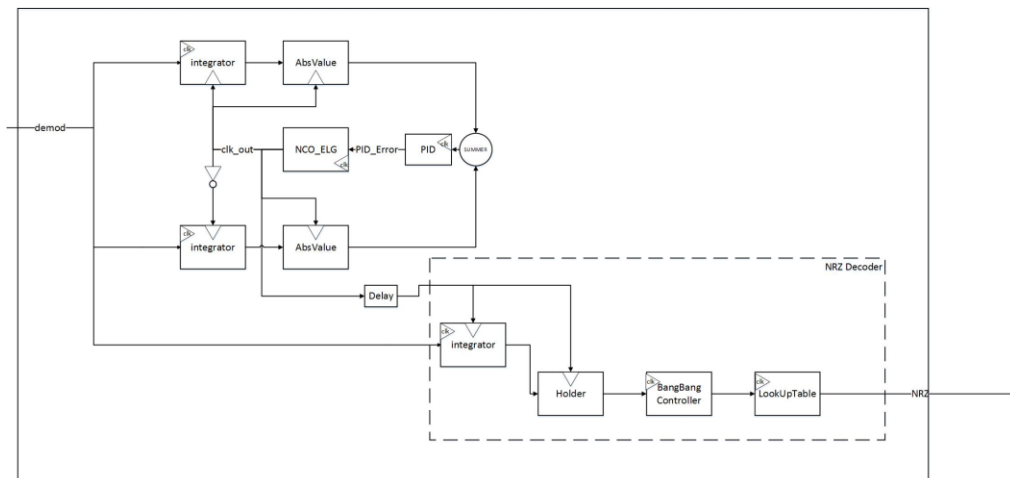 clk
integrator
AbsValue
demod
clk_out
NCO_ELG
clk
PID_Error
PID
clk
SUMMER
clk
integrator
AbsValue
NRZ Decoder
Delay
clk
integrator
Holder
clk
BangBang
Controller
clk
LookUpTable
NRZ